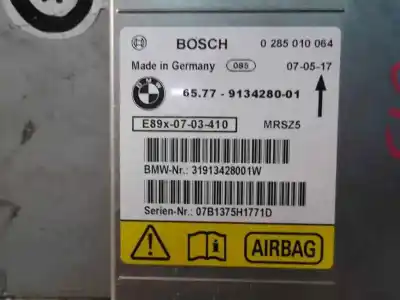 BOSCH 0 285 010 064
Made in Germany 085 07-05-17
BMW
65.77 - 9134280-01
E89x-07-03-410 MRSZ5
BMW-Nr.: 31913428001W
Serien-Nr.: 07B1375H1771D
AIRBAG